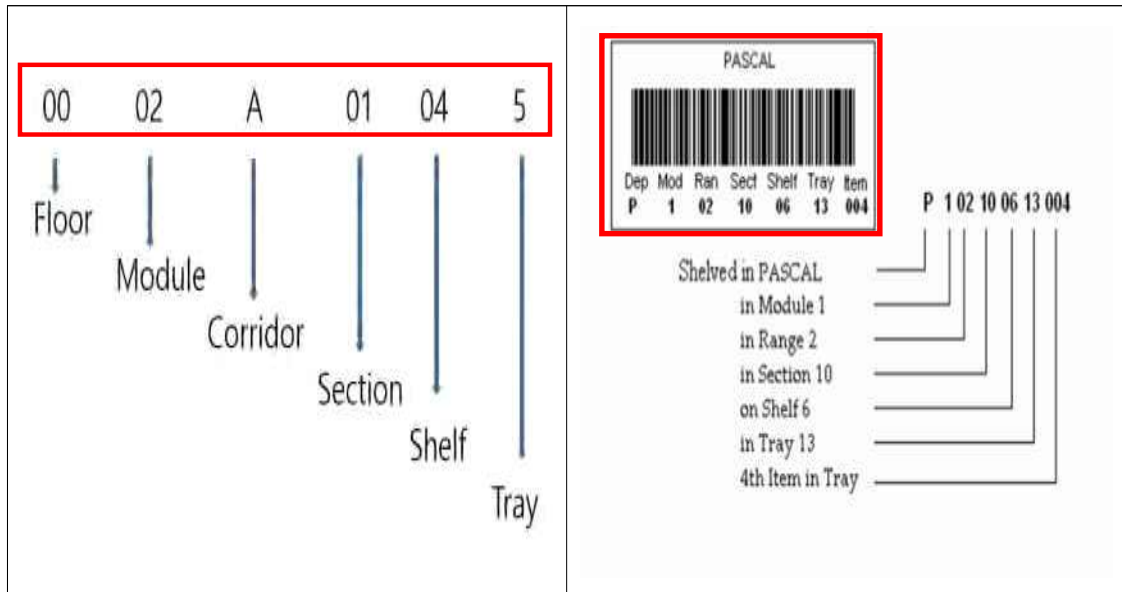 00 02 A 01 04 5
Floor
Module
Corridor
Section
Shelf
Tray
PASCAL
Dep Mod Ran Sect Shelf Tray Item
P 1 02 10 06 13 004
P 1 02 10 06 13 004
Shelved in PASCAL
in Module 1
in Range 2
in Section 10
on Shelf 6
in Tray 13
4th Item in Tray